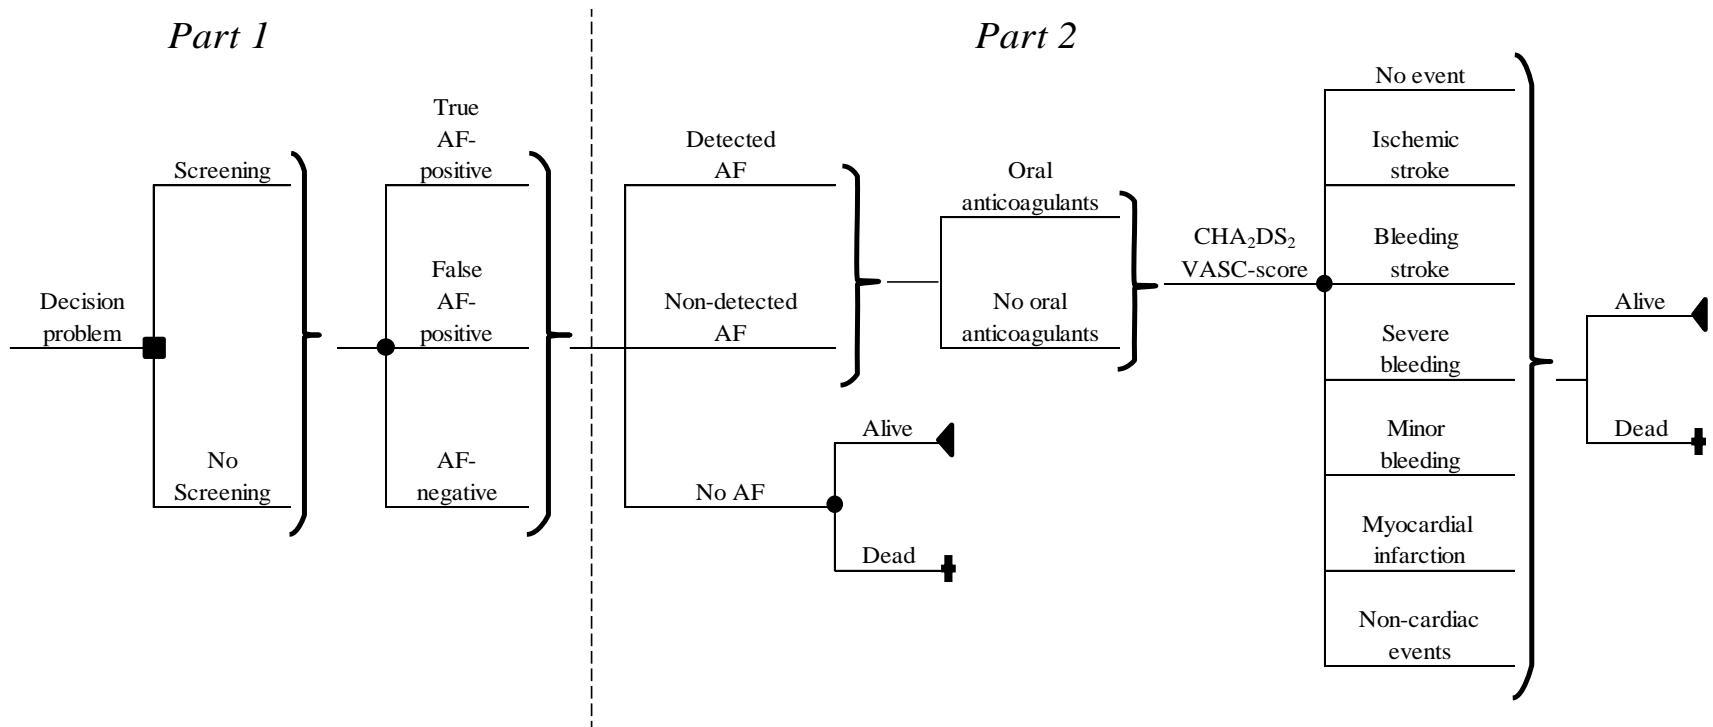 Part 1
Part 2
Decision
problem
Screening
No
Screening
True
AF-
positive
False
AF-
positive
AF-
negative
Detected
AF
Non-detected
AF
No AF
Alive
Dead
Oral
anticoagulants
No oral
anticoagulants
CHA₂DS₂
VASC-score
No event
Ischemic
stroke
Bleeding
stroke
Severe
bleeding
Minor
bleeding
Myocardial
infarction
Non-cardiac
events
Alive
Dead